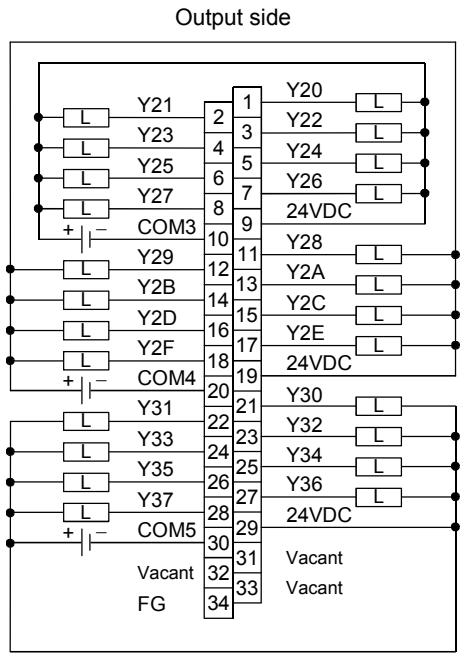 Output side
Y20
L
1
Y21
L
2
Y22
L
3
Y23
L
4
Y24
L
5
Y25
L
6
Y26
L
7
Y27
L
8
24VDC
9
COM3
+ −
10
Y28
L
11
Y29
L
12
Y2A
L
13
Y2B
L
14
Y2C
L
15
Y2D
L
16
Y2E
L
17
Y2F
L
18
24VDC
19
COM4
+ −
20
Y30
L
21
Y31
L
22
Y32
L
23
Y33
L
24
Y34
L
25
Y35
L
26
Y36
L
27
Y37
L
28
24VDC
29
COM5
+ −
30
Vacant
31
Vacant
32
Vacant
33
FG
34